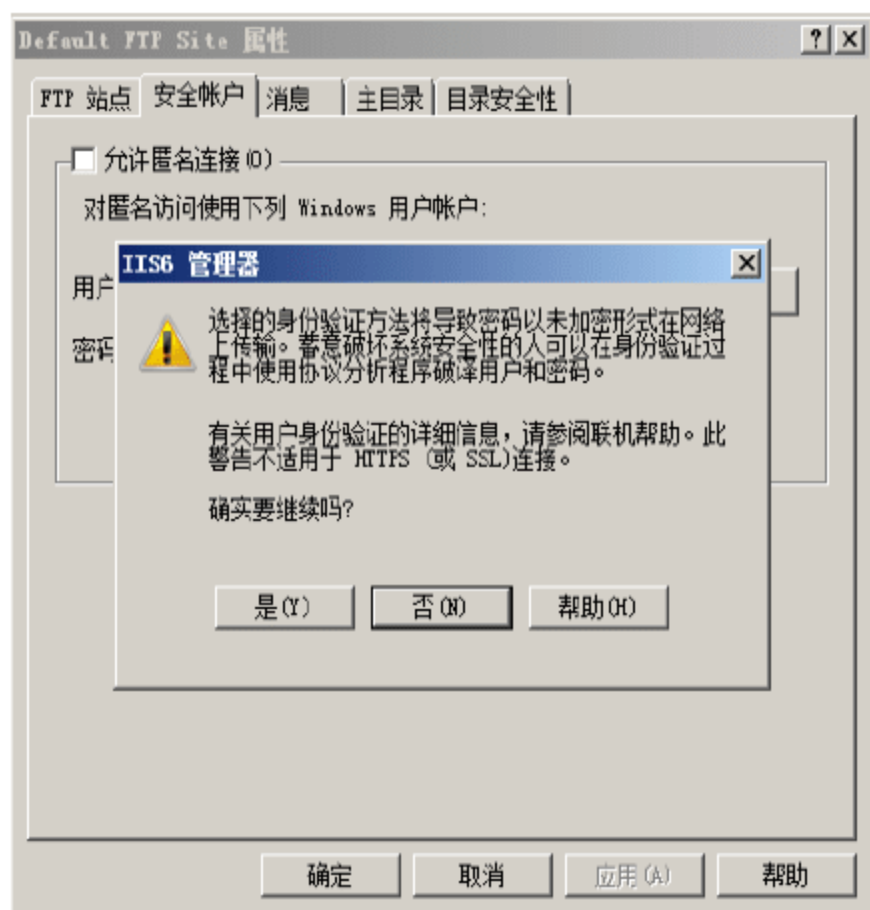 Default FTP Site 属性
FTP 站点 安全帐户 消息 主目录 目录安全性
允许匿名连接(O)
对匿名访问使用下列 Windows 用户帐户:
用户
密码
IIS6 管理器
选择的身份验证方法将导致密码以未加密形式在网络
上传输。蓄意破坏系统安全性的人可以在身份验证过
程中使用协议分析程序破译用户和密码。
有关用户身份验证的详细信息，请参阅联机帮助。此
警告不适用于 HTTPS (或 SSL)连接。
确实要继续吗?
是(Y) 否(N) 帮助(H)
确定 取消 应用(A) 帮助